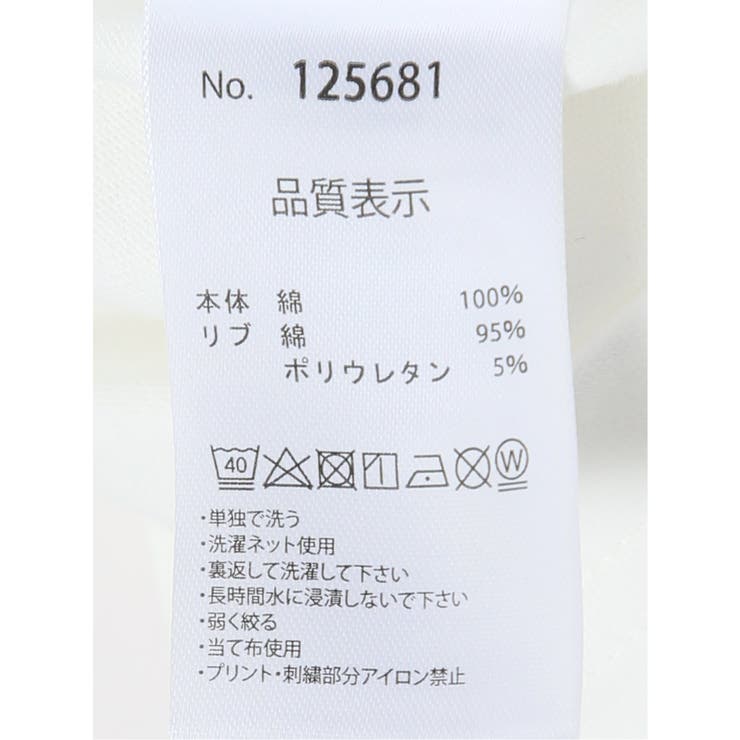 No. 125681
品質表示
本体 綿 100%
リブ 綿 95%
ポリウレタン 5%
40 W
・単独で洗う
・洗濯ネット使用
・裏返して洗濯して下さい
・長時間水に浸漬しないで下さい
・弱く絞る
・当て布使用
・プリント・刺繍部分アイロン禁止